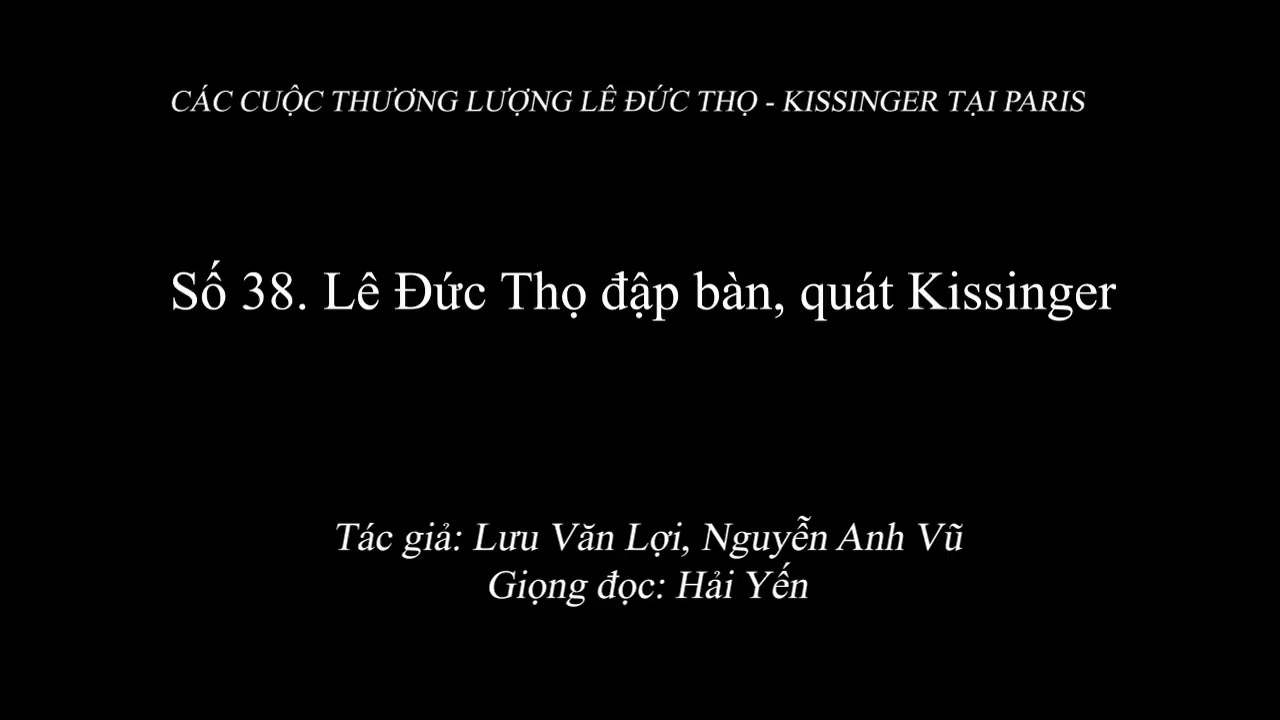 CÁC CUỘC THƯƠNG LƯỢNG LÊ ĐỨC THỌ - KISSINGER TẠI PARIS
Số 38. Lê Đức Thọ đập bàn, quát Kissinger
Tác giả: Lưu Văn Lợi, Nguyễn Anh Vũ
Giọng đọc: Hải Yến